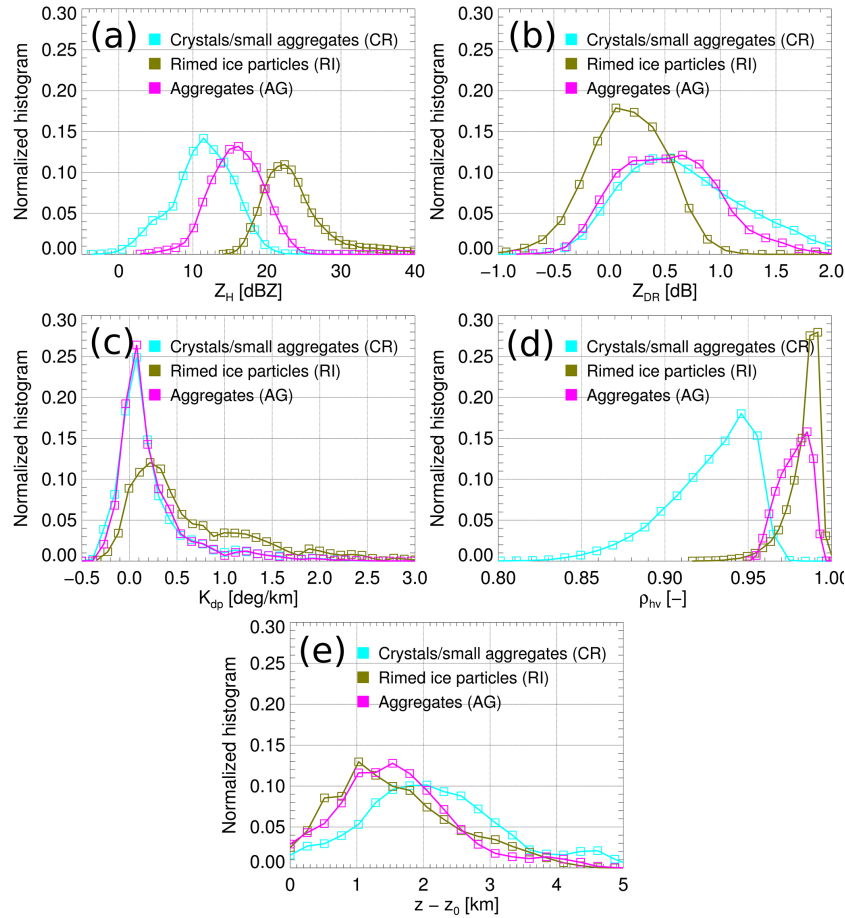 (a)
Crystals/small aggregates (CR)
Rimed ice particles (RI)
Aggregates (AG)
Normalized histogram
0.30
0.25
0.20
0.15
0.10
0.05
0.00
0 10 20 30 40
Z_H [dBZ]
(b)
Crystals/small aggregates (CR)
Rimed ice particles (RI)
Aggregates (AG)
Normalized histogram
0.30
0.25
0.20
0.15
0.10
0.05
0.00
−1.0 −0.5 0.0 0.5 1.0 1.5 2.0
Z_DR [dB]
(c)
Crystals/small aggregates (CR)
Rimed ice particles (RI)
Aggregates (AG)
Normalized histogram
0.30
0.25
0.20
0.15
0.10
0.05
0.00
−0.5 0.0 0.5 1.0 1.5 2.0 2.5 3.0
K_dp [deg/km]
(d)
Crystals/small aggregates (CR)
Rimed ice particles (RI)
Aggregates (AG)
Normalized histogram
0.30
0.25
0.20
0.15
0.10
0.05
0.00
0.80 0.85 0.90 0.95 1.00
ρ_hv [−]
(e)
Crystals/small aggregates (CR)
Rimed ice particles (RI)
Aggregates (AG)
Normalized histogram
0.30
0.25
0.20
0.15
0.10
0.05
0.00
0 1 2 3 4 5
z − z_0 [km]